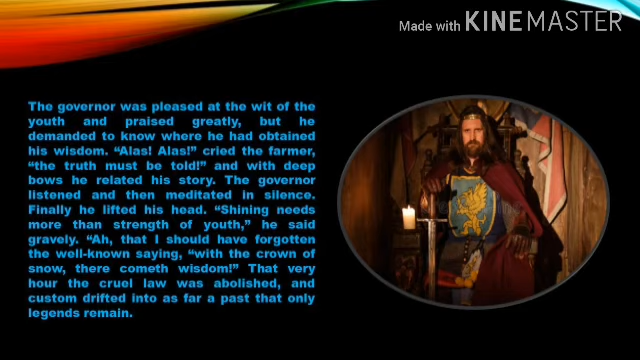 Made with KINEMASTER
The governor was pleased at the wit of the
youth and praised greatly, but he
demanded to know where he had obtained
his wisdom. “Alas! Alas!” cried the farmer,
“the truth must be told!” and with deep
bows he related his story. The governor
listened and then meditated in silence.
Finally he lifted his head. “Shining needs
more than strength of youth,” he said
gravely. “Ah, that I should have forgotten
the well-known saying, “with the crown of
snow, there cometh wisdom!” That very
hour the cruel law was abolished, and
custom drifted into as far a past that only
legends remain.